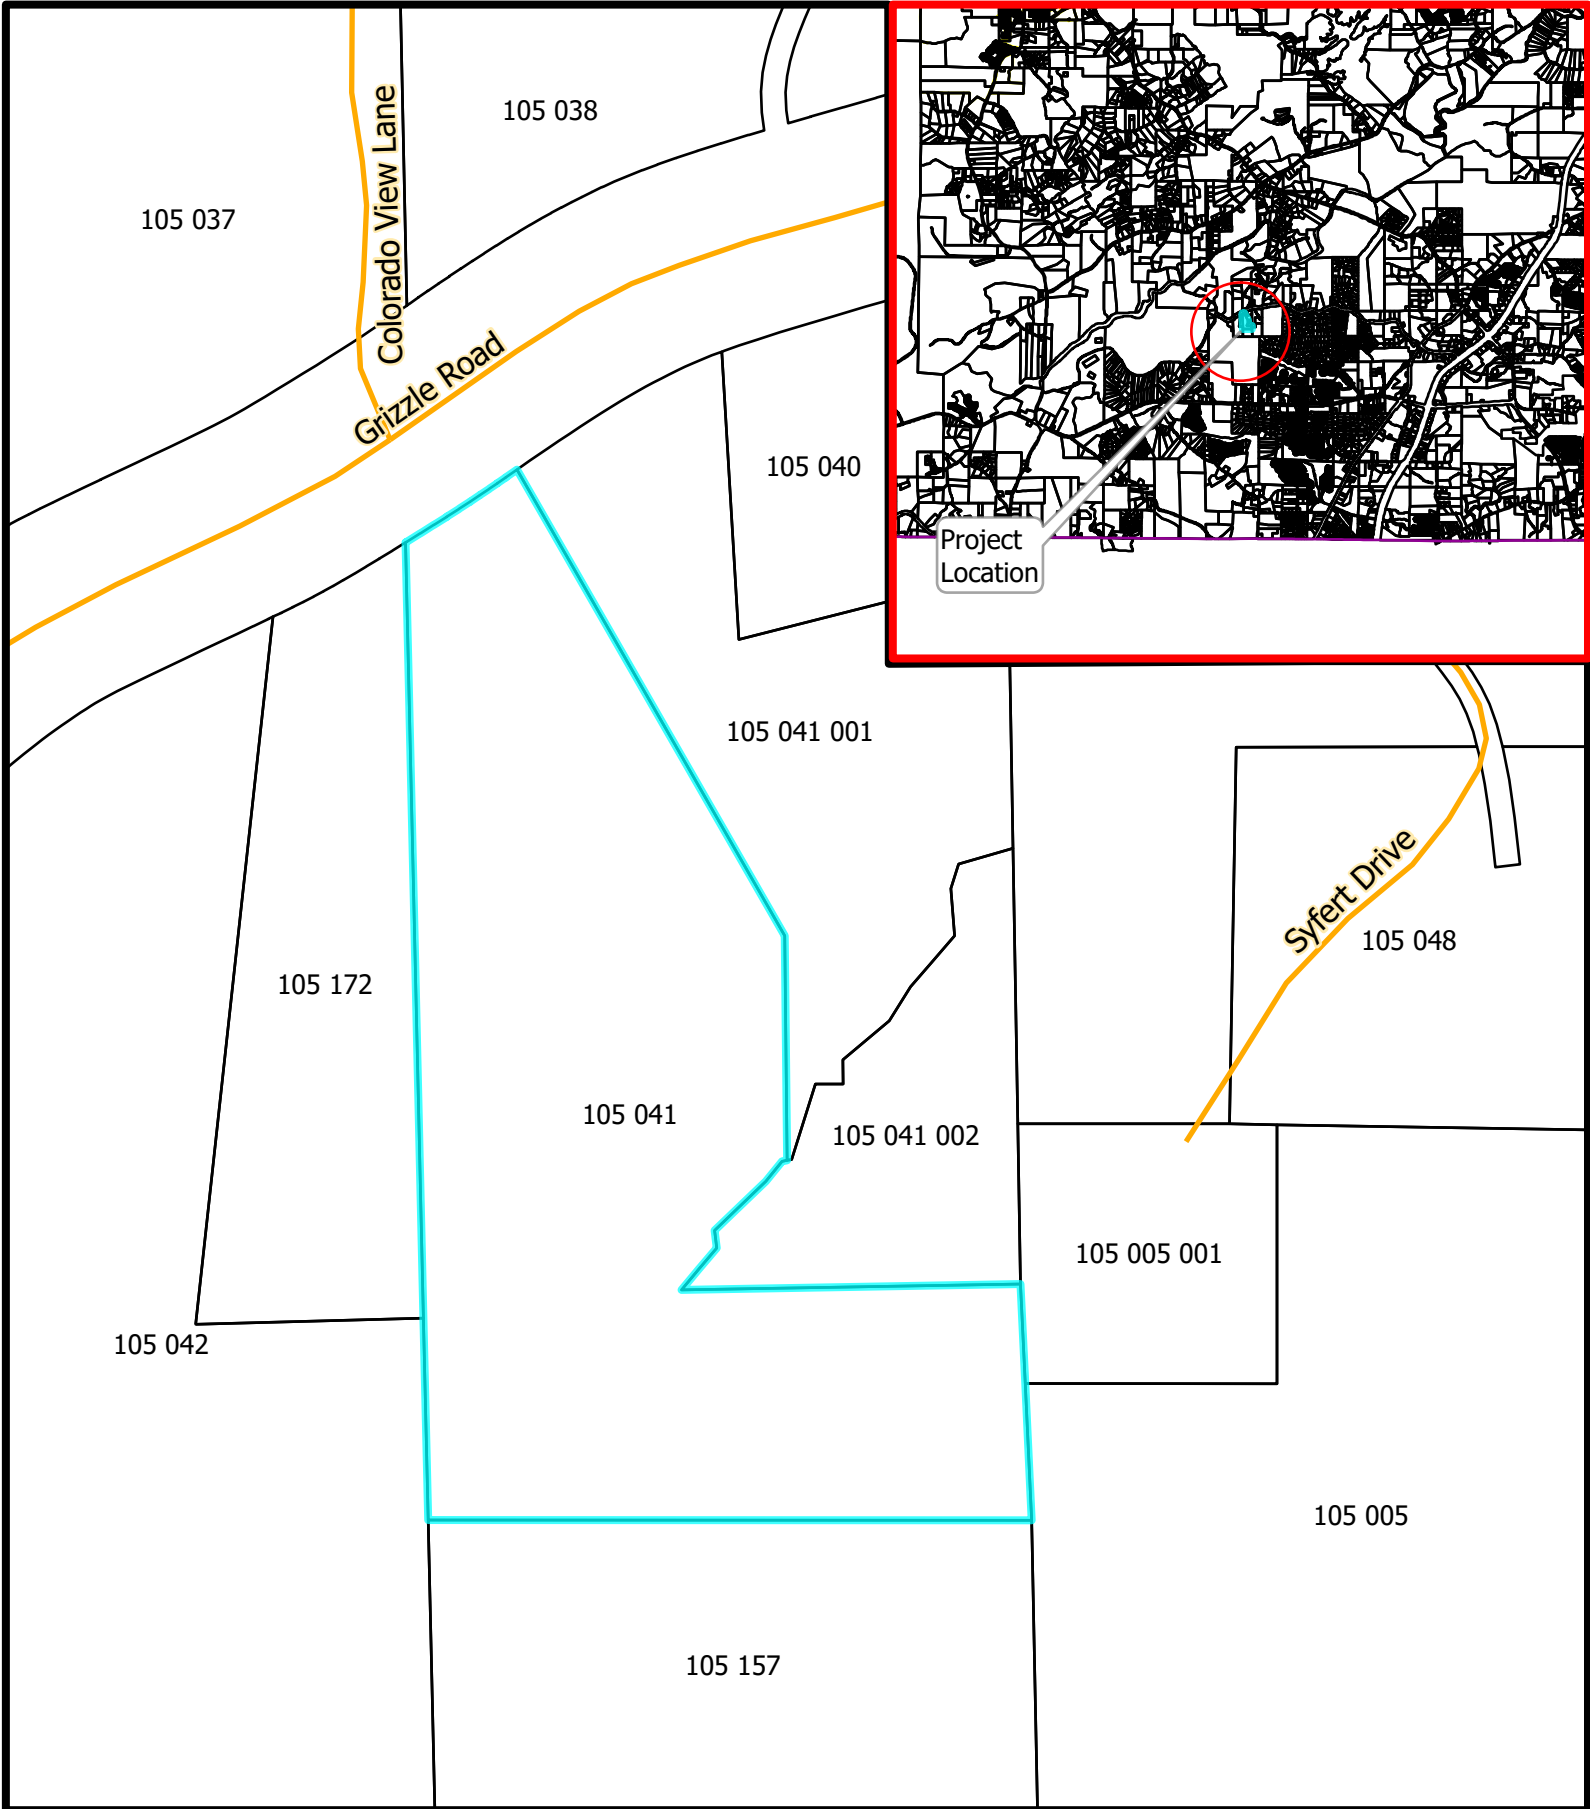 105 038
105 037
Colorado View Lane
Grizzle Road
105 040
Project
Location
105 041 001
Syfert Drive
105 048
105 172
105 041
105 041 002
105 005 001
105 042
105 005
105 157